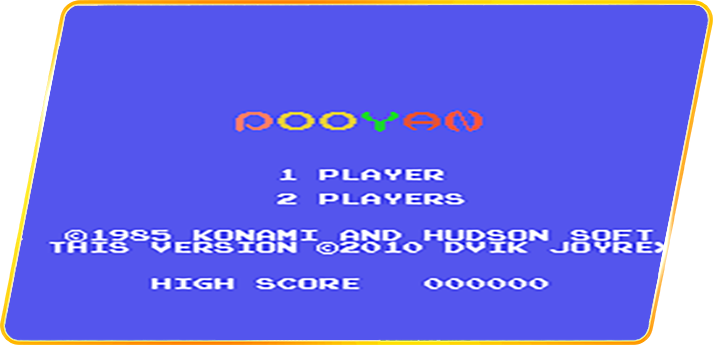 POOYAN
1 PLAYER
2 PLAYERS
©1985 KONAMI AND HUDSON SOFT
THIS VERSION ©2010 DVIK JOYREX
HIGH SCORE 000000